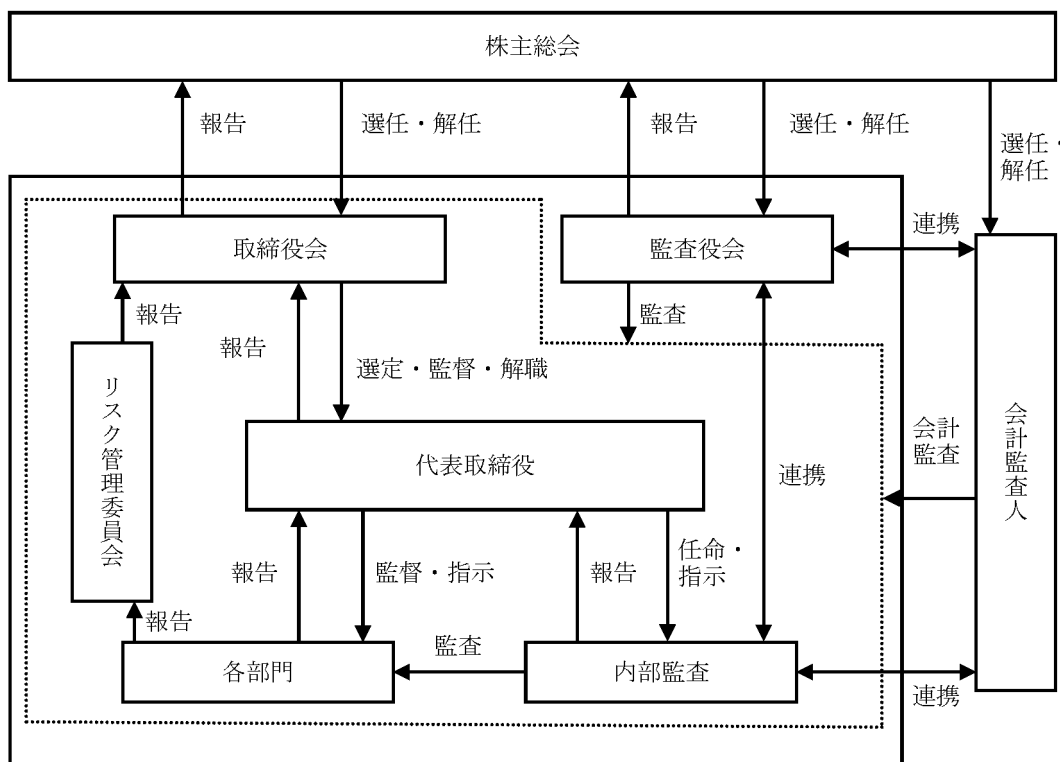 株主総会
報告
選任・解任
報告
選任・解任
選任・
解任
取締役会
監査役会
連携
報告
監査
報告
選定・監督・解職
リスク管理委員会
代表取締役
連携
会計
監査
会計監査人
報告
監督・指示
報告
任命・
指示
報告
各部門
監査
内部監査
連携